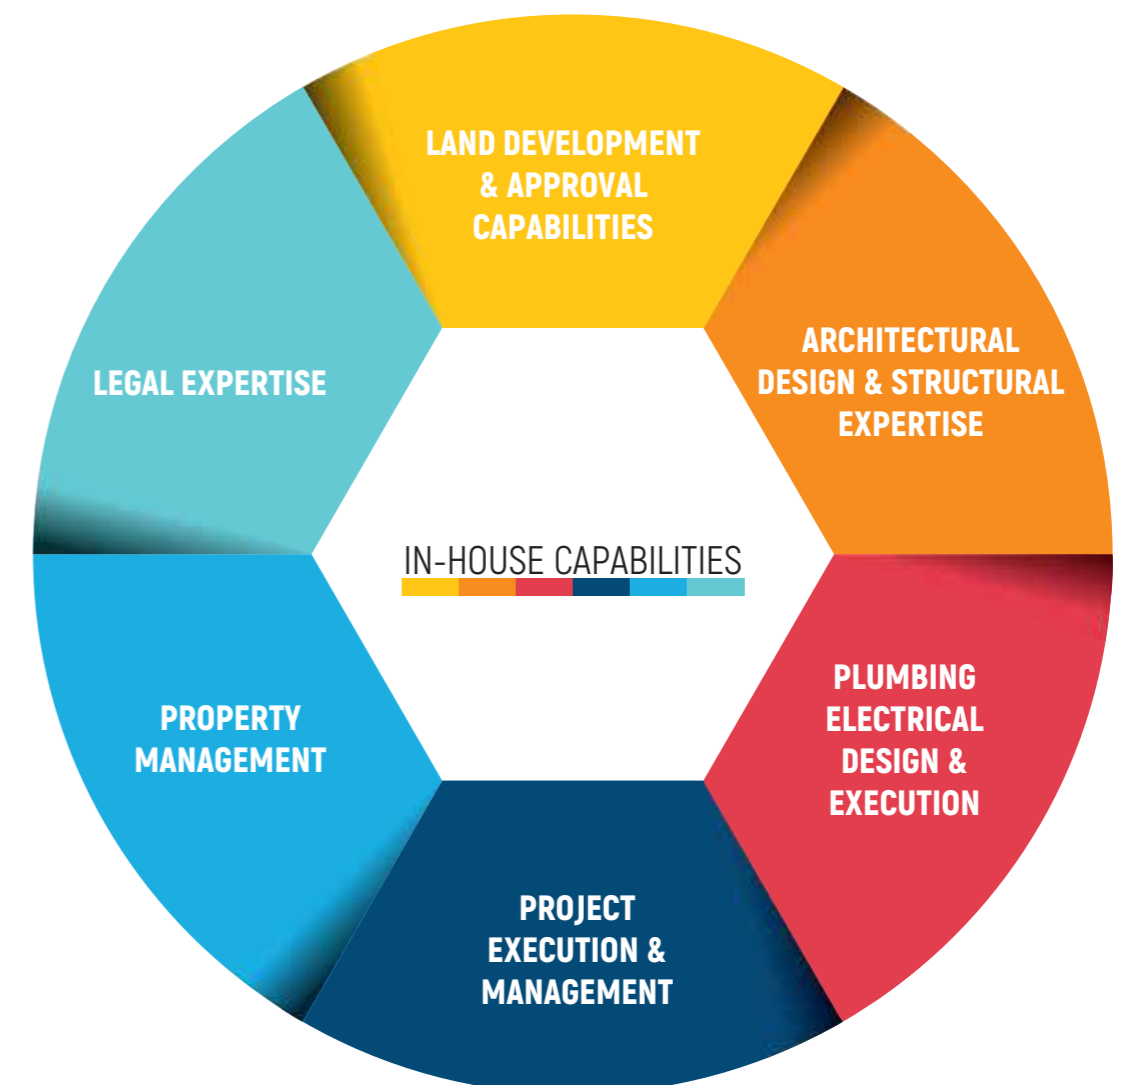 LAND DEVELOPMENT
& APPROVAL
CAPABILITIES
ARCHITECTURAL
DESIGN & STRUCTURAL
EXPERTISE
PLUMBING
ELECTRICAL
DESIGN &
EXECUTION
PROJECT
EXECUTION &
MANAGEMENT
PROPERTY
MANAGEMENT
LEGAL EXPERTISE
IN-HOUSE CAPABILITIES